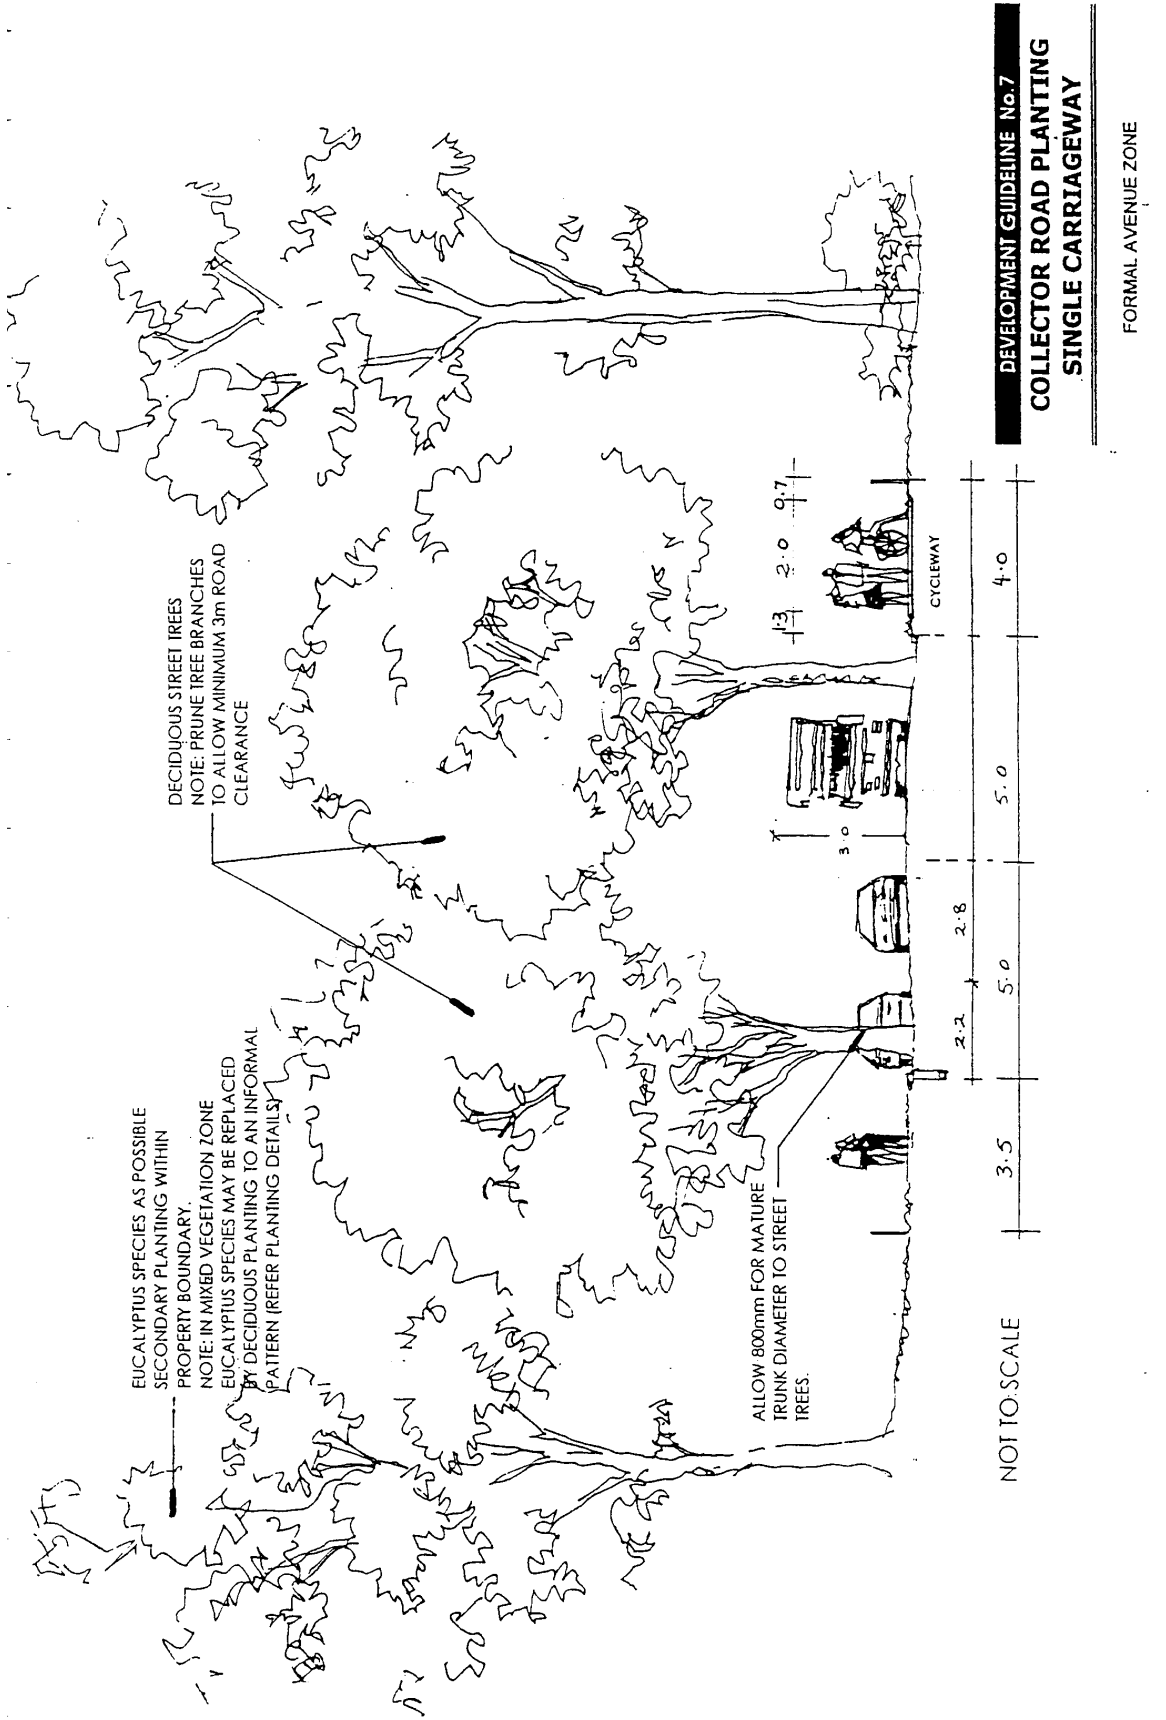 EUCALYPTUS SPECIES AS POSSIBLE
SECONDARY PLANTING WITHIN
PROPERTY BOUNDARY.
NOTE: IN MIXED VEGETATION ZONE
EUCALYPTUS SPECIES MAY BE REPLACED
BY DECIDUOUS PLANTING TO AN INFORMAL
PATTERN (REFER PLANTING DETAILS)
DECIDUOUS STREET TREES
NOTE: PRUNE TREE BRANCHES
TO ALLOW MINIMUM 3m ROAD
CLEARANCE
ALLOW 800mm FOR MATURE
TRUNK DIAMETER TO STREET
TREES.
1.3 2.0 0.7
3.0
CYCLEWAY
2.2 2.8
3.5 5.0 5.0 4.0
NOT TO SCALE
DEVELOPMENT GUIDELINE No.7
COLLECTOR ROAD PLANTING
SINGLE CARRIAGEWAY
FORMAL AVENUE ZONE